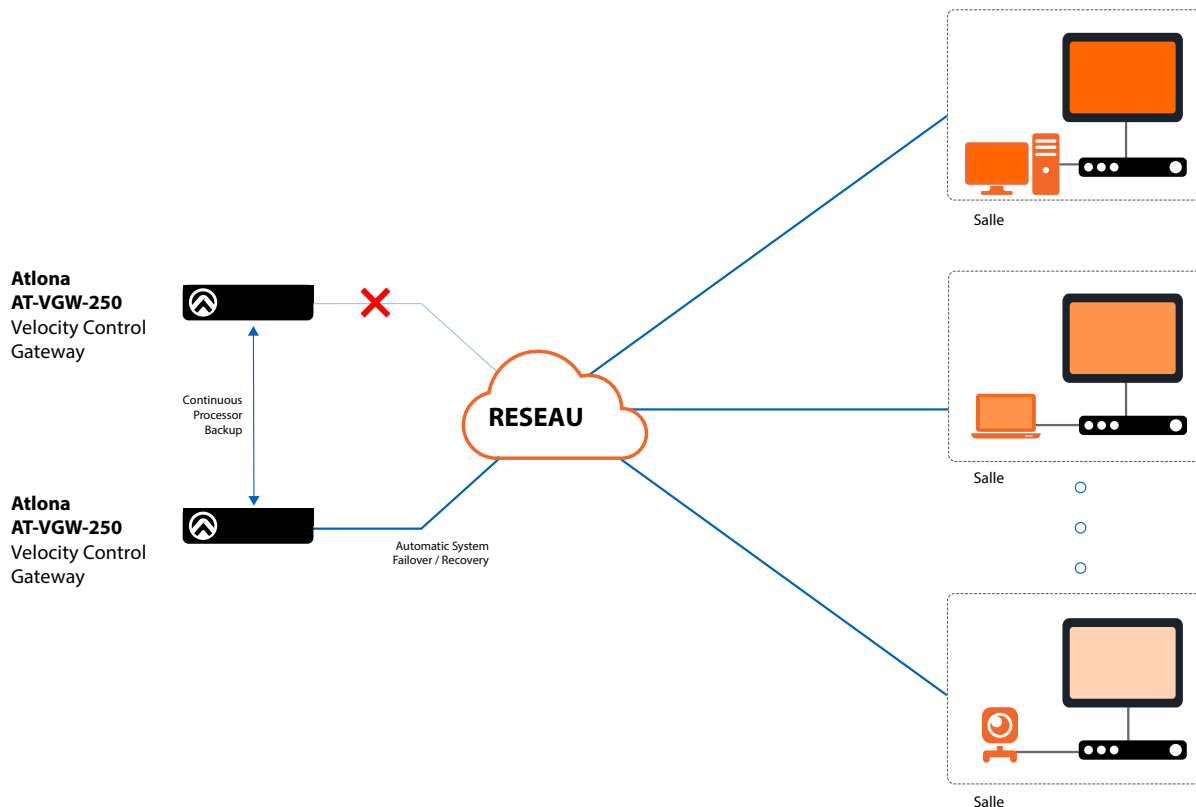 Salle
Atlona
AT-VGW-250
Velocity Control
Gateway
Continuous
Processor
Backup
RESEAU
Salle
Atlona
AT-VGW-250
Velocity Control
Gateway
Automatic System
Failover / Recovery
Salle